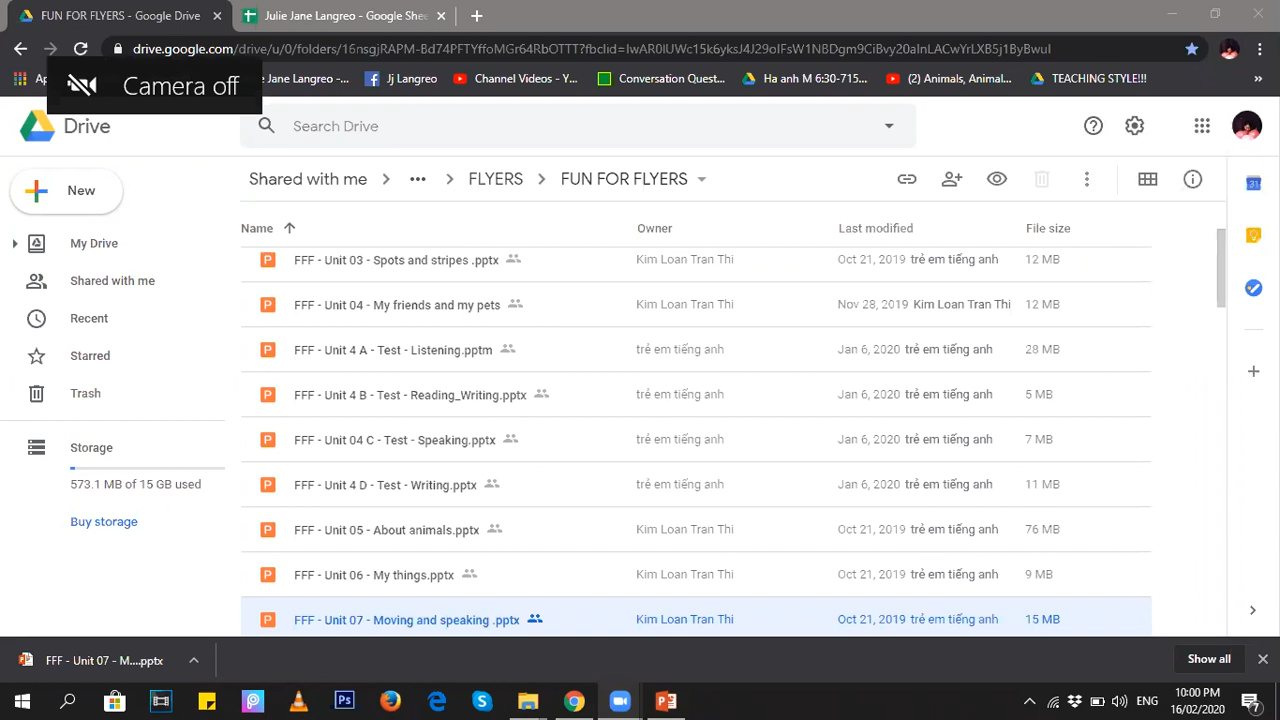 FUN FOR FLYERS - Google Drive
Julie Jane Langreo - Google Shee
drive.google.com/drive/u/0/folders/16nsgjRAPM-Bd74PFTYffoMGr64RbOTTT?fbclid=IwAR0IUWc15k6yksJ4J29oIFsW1N8Dgm9CiBvy20aInLACwYrLXB5j1ByBwuI
Ap
Jane Langreo
Jj Langreo
Channel Videos - Y...
Conversation Quest...
Ha anh M 6:30-715...
(2) Animals, Animal...
TEACHING STYLE!!!
Camera off
Drive
Search Drive
New
Shared with me
FLYERS
FUN FOR FLYERS
My Drive
Shared with me
Recent
Starred
Trash
Storage
573.1 MB of 15 GB used
Buy storage
Name Owner Last modified File size
FFF - Unit 03 - Spots and stripes .pptx Kim Loan Tran Thi Oct 21, 2019 trẻ em tiếng anh 12 MB
FFF - Unit 04 - My friends and my pets Kim Loan Tran Thi Nov 28, 2019 Kim Loan Tran Thi 12 MB
FFF - Unit 4 A - Test - Listening.pptm trẻ em tiếng anh Jan 6, 2020 trẻ em tiếng anh 28 MB
FFF - Unit 4 B - Test - Reading_Writing.pptx trẻ em tiếng anh Jan 6, 2020 trẻ em tiếng anh 5 MB
FFF - Unit 04 C - Test - Speaking.pptx trẻ em tiếng anh Jan 6, 2020 trẻ em tiếng anh 7 MB
FFF - Unit 4 D - Test - Writing.pptx trẻ em tiếng anh Jan 6, 2020 trẻ em tiếng anh 11 MB
FFF - Unit 05 - About animals.pptx Kim Loan Tran Thi Oct 21, 2019 trẻ em tiếng anh 76 MB
FFF - Unit 06 - My things.pptx Kim Loan Tran Thi Oct 21, 2019 trẻ em tiếng anh 9 MB
FFF - Unit 07 - Moving and speaking .pptx Kim Loan Tran Thi Oct 21, 2019 trẻ em tiếng anh 15 MB
FFF - Unit 07 - M....pptx
Show all
ENG
10:00 PM
16/02/2020
7